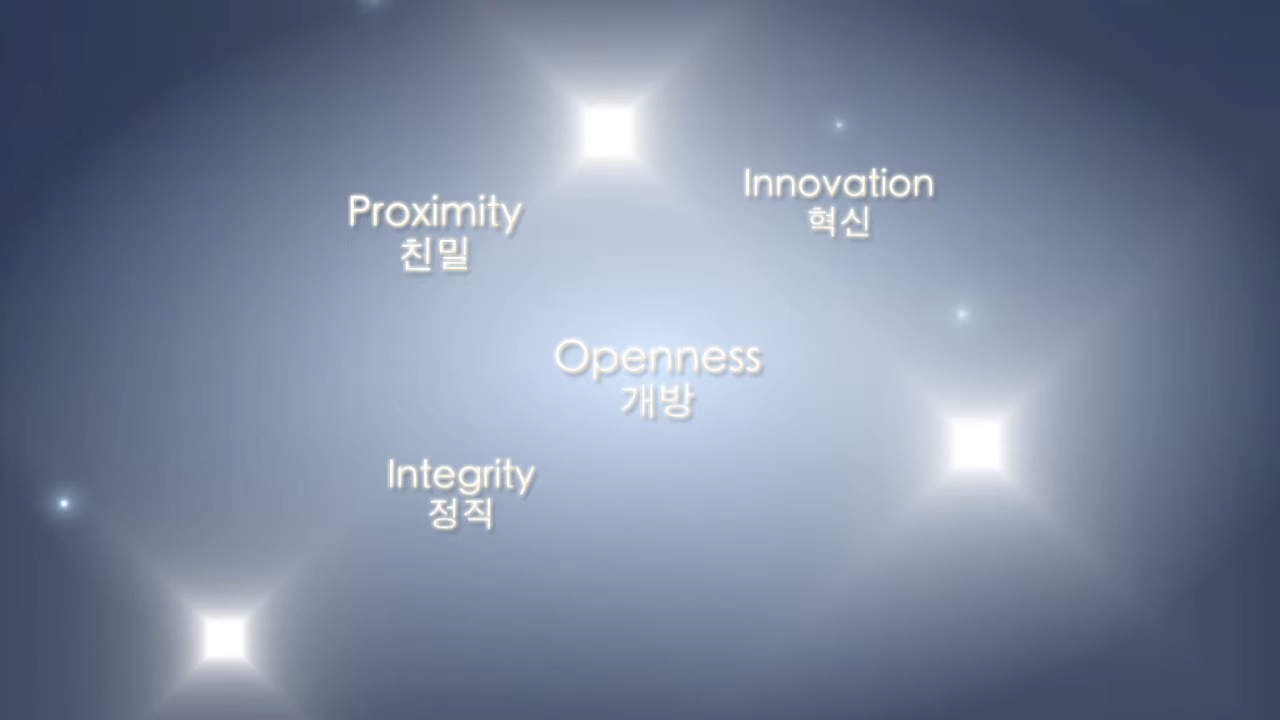 Proximity
친밀
Innovation
혁신
Openness
개방
Integrity
정직